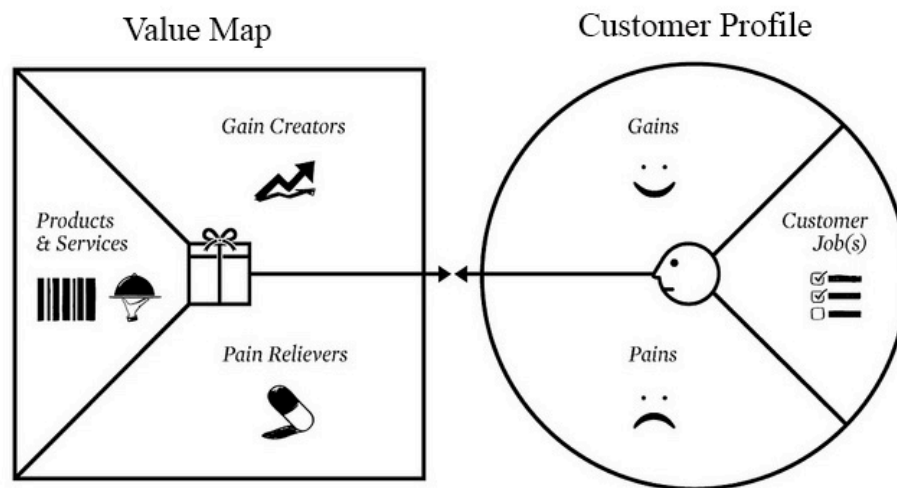 Value Map
Customer Profile
Gain Creators
Gains
Products
& Services
Customer
Job(s)
Pain Relievers
Pains